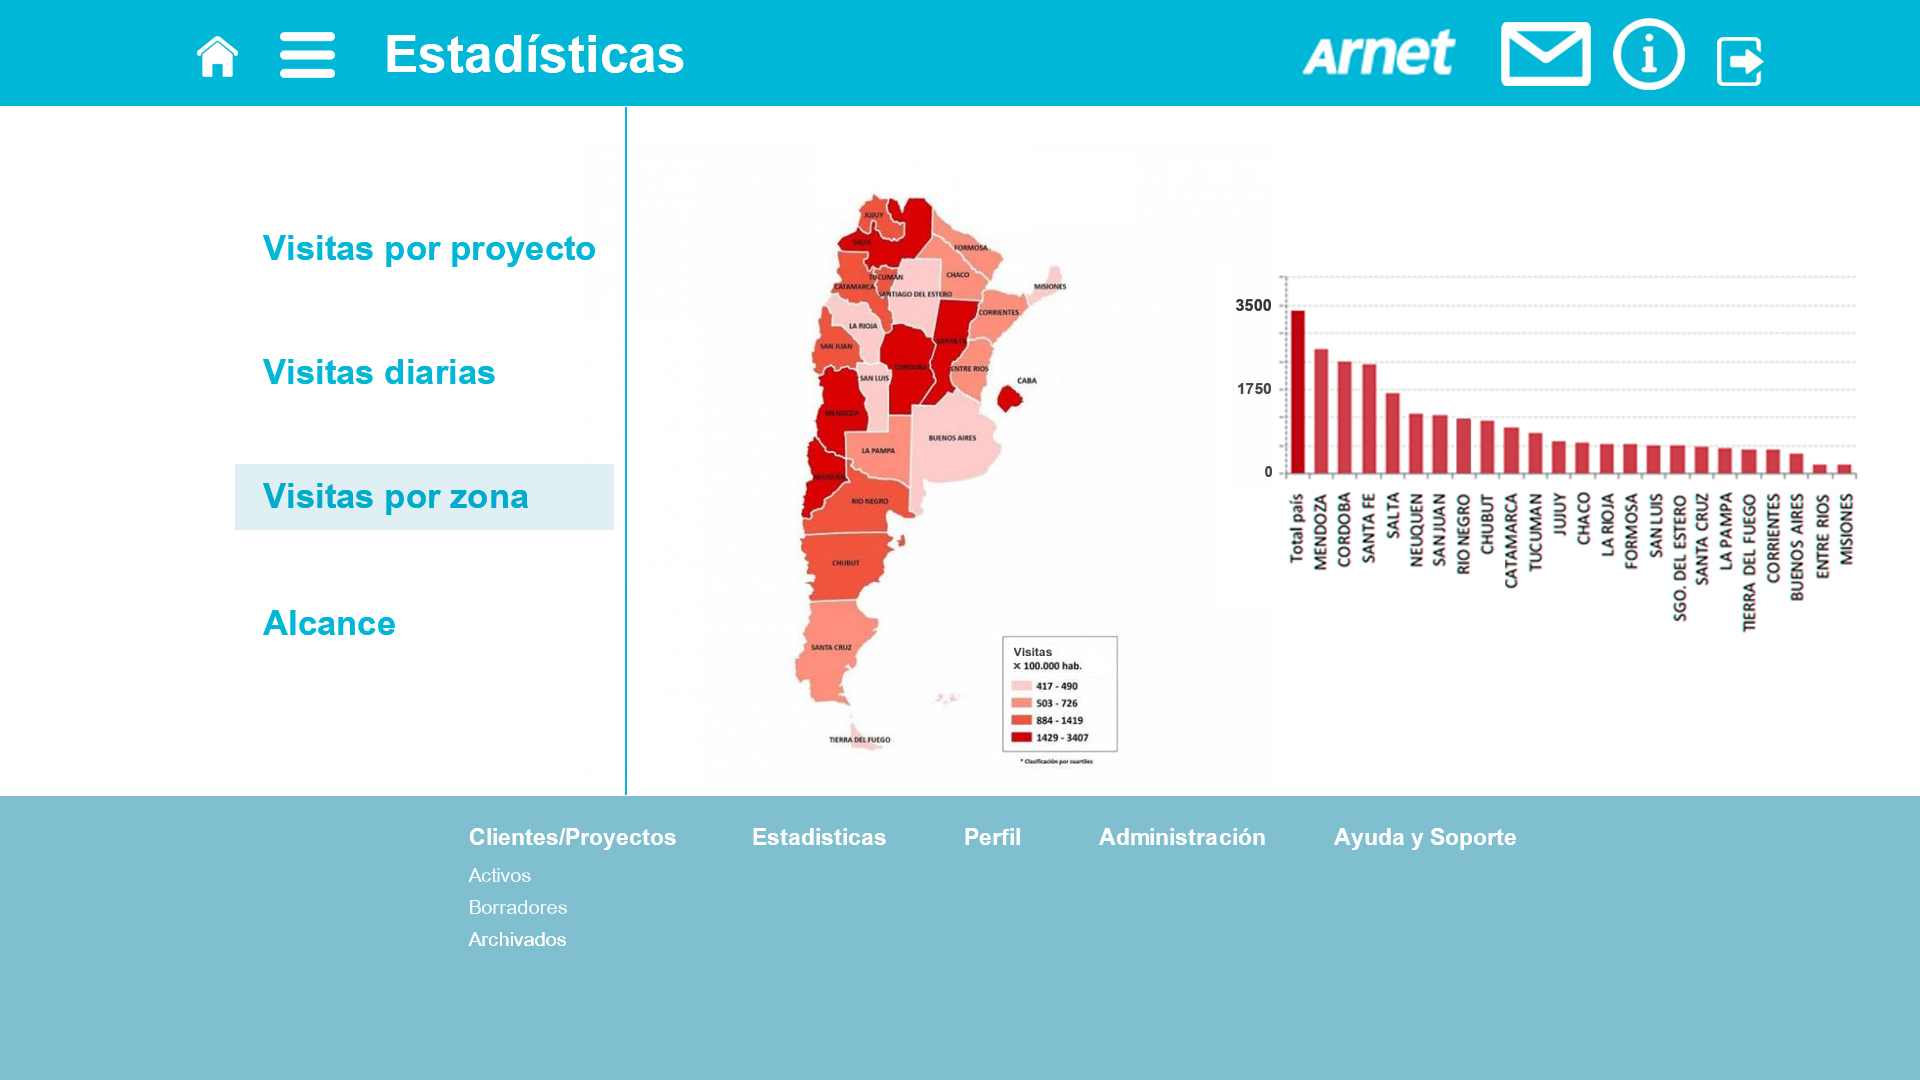 Estadísticas
Arnet
Visitas por proyecto
Visitas diarias
Visitas por zona
Alcance
JUJUY
SALTA
FORMOSA
TUCUMAN
CHACO
CATAMARCA
SANTIAGO DEL ESTERO
MISIONES
CORRIENTES
LA RIOJA
SAN JUAN
SANTA FE
CORDOBA
ENTRE RIOS
SAN LUIS
CABA
MENDOZA
BUENOS AIRES
LA PAMPA
NEUQUEN
RIO NEGRO
CHUBUT
SANTA CRUZ
TIERRA DEL FUEGO
Visitas
x 100.000 hab.
417 - 490
503 - 726
884 - 1419
1429 - 3407
* Clasificación por cuartiles
3500
1750
0
Total país
MENDOZA
CORDOBA
SANTA FE
SALTA
NEUQUEN
SAN JUAN
RIO NEGRO
CHUBUT
CATAMARCA
TUCUMAN
JUJUY
CHACO
LA RIOJA
FORMOSA
SAN LUIS
SGO. DEL ESTERO
SANTA CRUZ
LA PAMPA
TIERRA DEL FUEGO
CORRIENTES
BUENOS AIRES
ENTRE RIOS
MISIONES
Clientes/Proyectos
Estadisticas
Perfil
Administración
Ayuda y Soporte
Activos
Borradores
Archivados